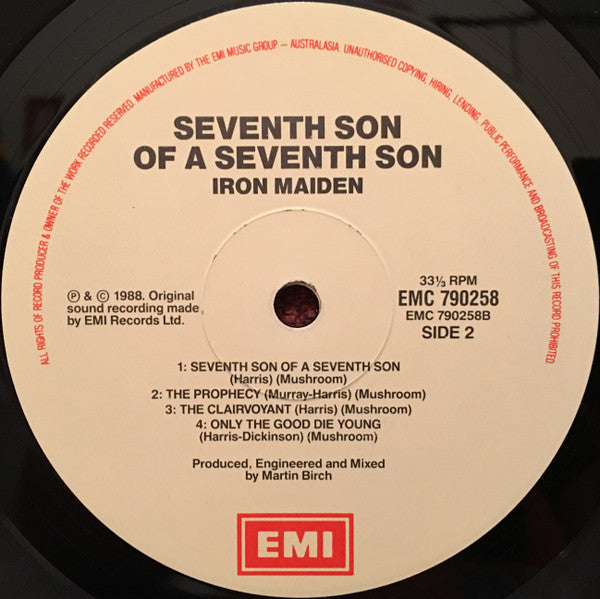 ALL RIGHTS OF RECORD PRODUCER & OWNER OF THE WORK RECORDED RESERVED. MANUFACTURED BY THE EMI MUSIC GROUP – AUSTRALASIA. UNAUTHORISED COPYING, HIRING, LENDING, PUBLIC PERFORMANCE AND BROADCASTING OF THIS RECORD PROHIBITED
SEVENTH SON
OF A SEVENTH SON
IRON MAIDEN
℗ & © 1988. Original
sound recording made
by EMI Records Ltd.
33⅓ RPM
EMC 790258
EMC 790258B
SIDE 2
1: SEVENTH SON OF A SEVENTH SON
(Harris) (Mushroom)
2: THE PROPHECY (Murray-Harris) (Mushroom)
3: THE CLAIRVOYANT (Harris) (Mushroom)
4: ONLY THE GOOD DIE YOUNG
(Harris-Dickinson) (Mushroom)
Produced, Engineered and Mixed
by Martin Birch
EMI